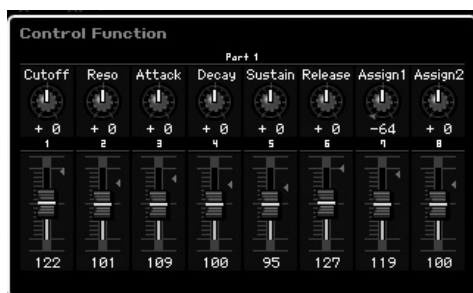 Control Function
Part 1
Cutoff Reso Attack Decay Sustain Release Assign1 Assign2
+ 0 + 0 + 0 + 0 + 0 + 0 -64 + 0
1 2 3 4 5 6 7 8
122 101 109 100 95 127 119 100